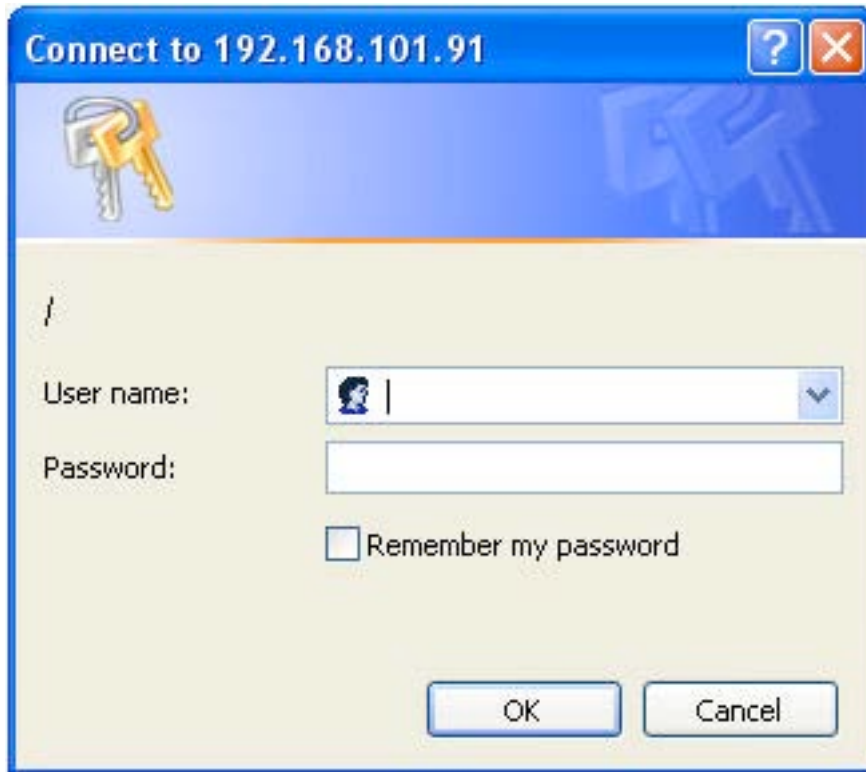 Connect to 192.168.101.91
/
User name:
Password:
Remember my password
OK Cancel